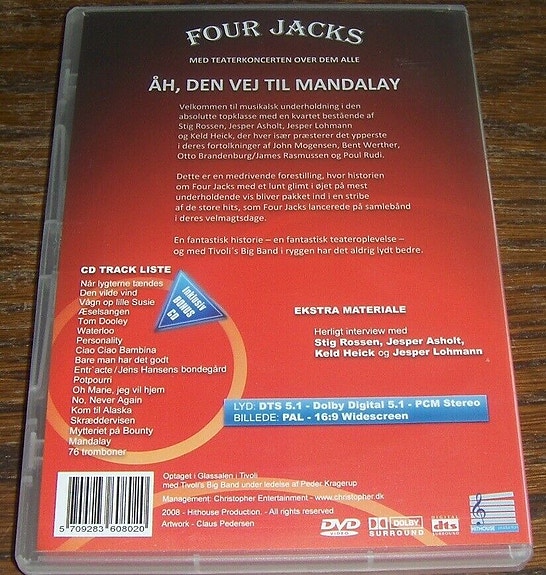 FOUR JACKS
MED TEATERKONCERTEN OVER DEM ALLE
ÅH, DEN VEJ TIL MANDALAY
Velkommen til musikalsk underholdning i den
absolutte topklasse med en kvartet bestående af
Stig Rossen, Jesper Asholt, Jesper Lohmann
og Keld Heick, der hver især præsterer det ypperste
i deres fortolkninger af John Mogensen, Bent Werther,
Otto Brandenburg/James Rasmussen og Poul Rudi.
Dette er en medrivende forestilling, hvor historien
om Four Jacks med et lunt glimt i øjet på mest
underholdende vis bliver pakket ind i en stribe
af de store hits, som Four Jacks lancerede på samlebånd
i deres velmagtsdage.
En fantastisk historie – en fantastisk teateroplevelse –
og med Tivoli´s Big Band i ryggen har det aldrig lydt bedre.
CD TRACK LISTE
Når lygterne tændes
Den vilde vind
Vågn op lille Susie
Æselsangen
Tom Dooley
Waterloo
Personality
Ciao Ciao Bambina
Bare man har det godt
Entr´acte /Jens Hansens bondegård
Potpourri
Oh Marie, jeg vil hjem
No, Never Again
Kom til Alaska
Skræddervisen
Mytteriet på Bounty
Mandalay
76 tromboner
Inklusiv
BONUS
CD
EKSTRA MATERIALE
Herligt interview med
Stig Rossen, Jesper Asholt,
Keld Heick og Jesper Lohmann
LYD: DTS 5.1 - Dolby Digital 5.1 - PCM Stereo
BILLEDE: PAL - 16:9 Widescreen
Optaget i Glassalen i Tivoli
med Tivoli's Big Band under ledelse af Peder Kragerup
Management: Christopher Entertainment - www.christopher.dk
2008 - Hithouse Production. - All rights reserved
Artwork - Claus Pedersen
5 709283 608020
DVD
VIDEO
DOLBY
SURROUND
DIGITAL
dts
SURROUND
HITHOUSE